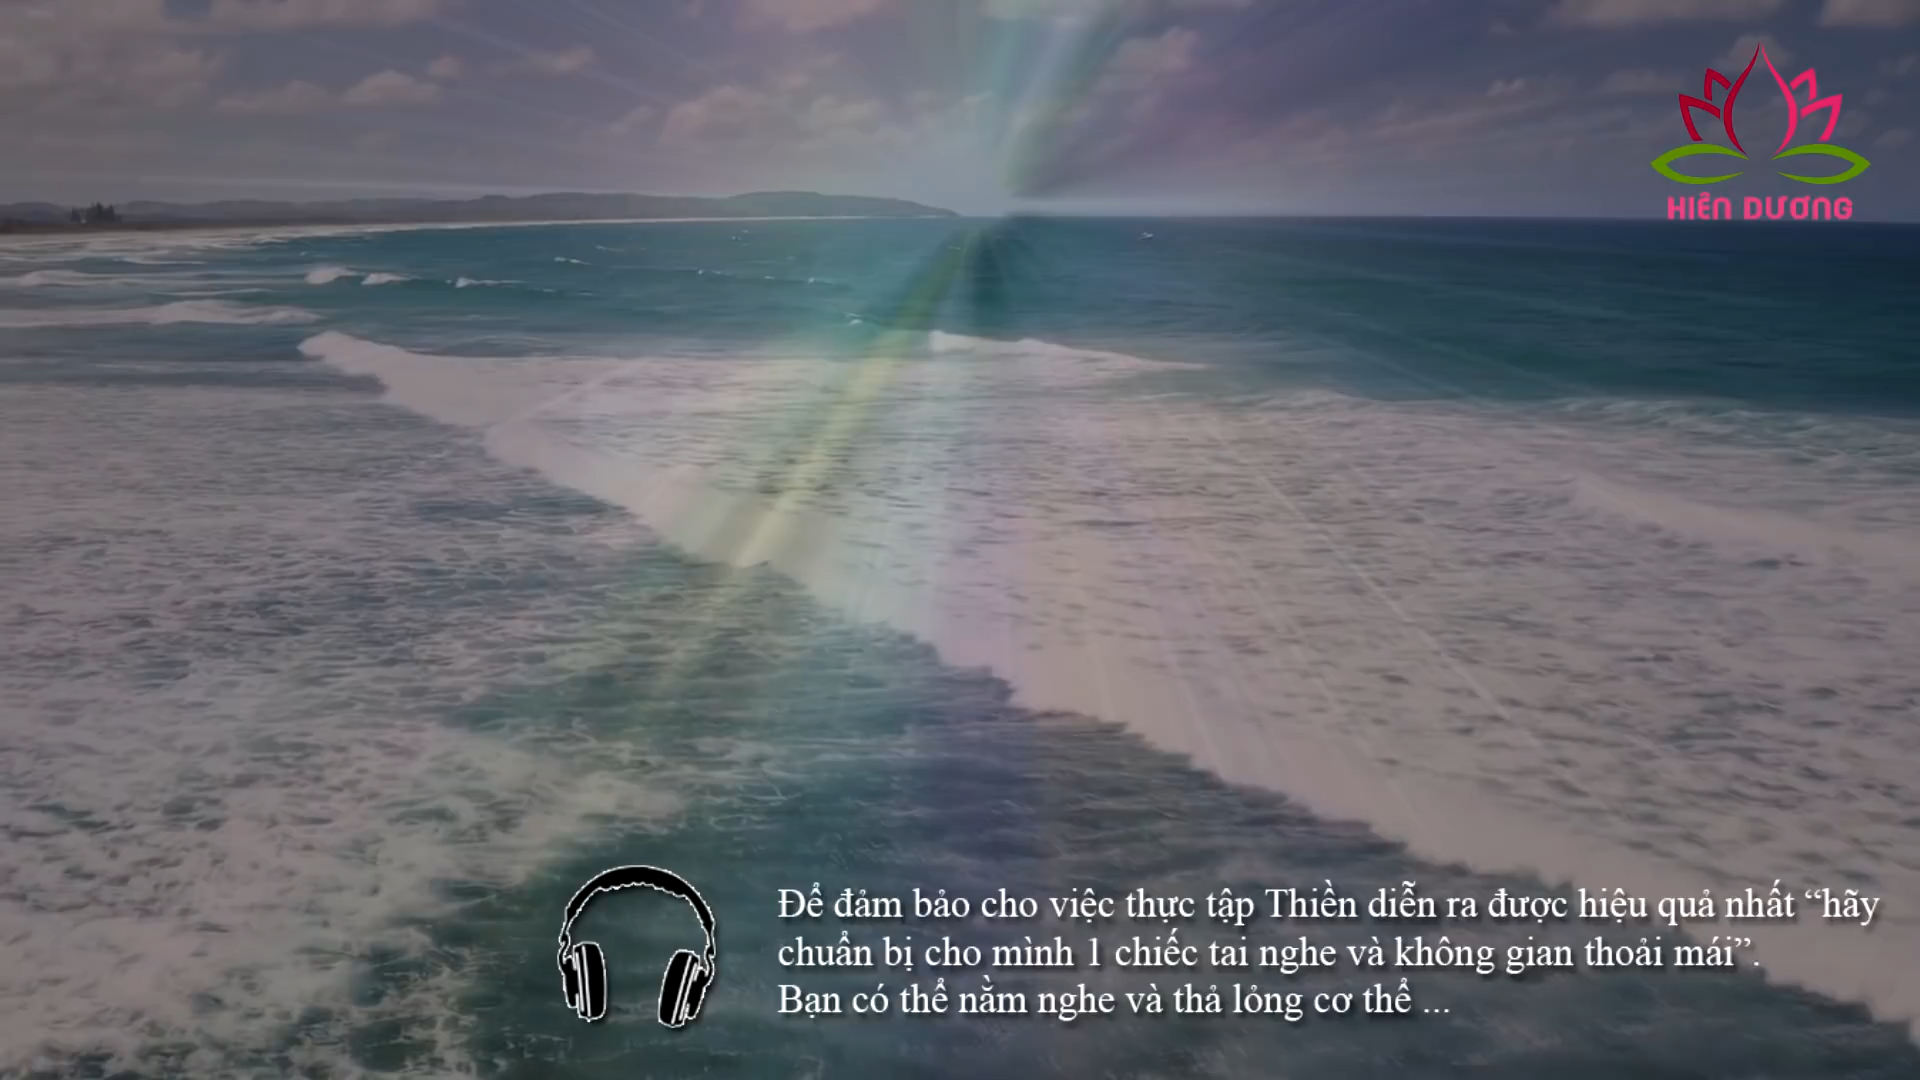 HIÊN DƯƠNG
Để đảm bảo cho việc thực tập Thiền diễn ra được hiệu quả nhất “hãy
chuẩn bị cho mình 1 chiếc tai nghe và không gian thoải mái”.
Bạn có thể nằm nghe và thả lỏng cơ thể ...